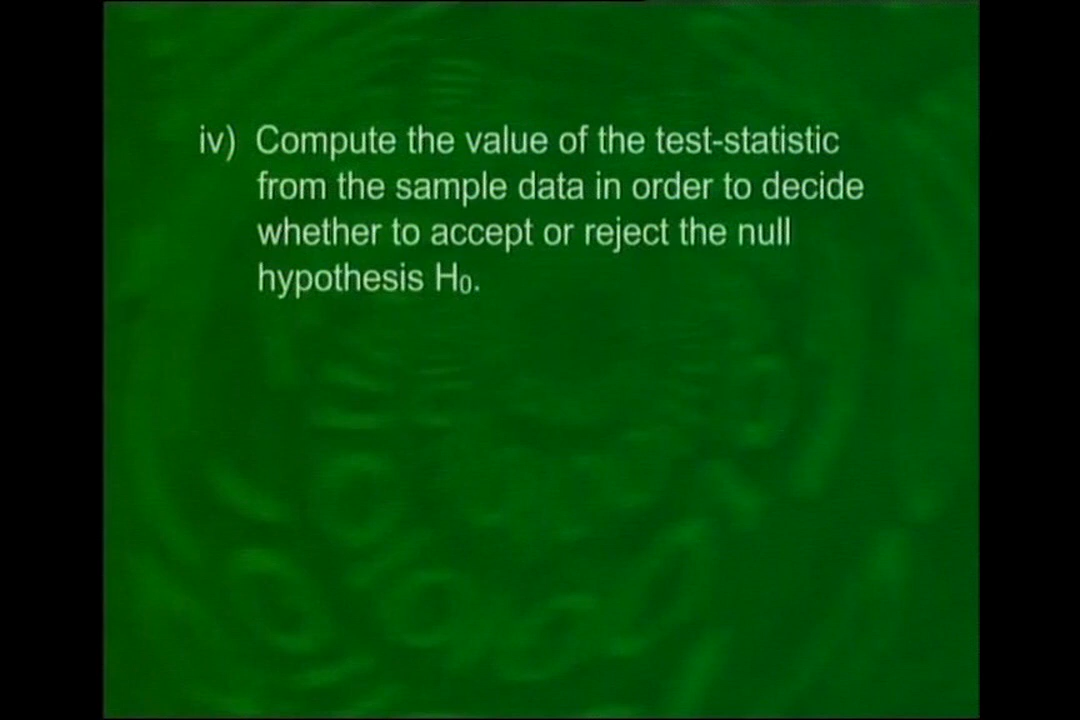 iv) Compute the value of the test-statistic
from the sample data in order to decide
whether to accept or reject the null
hypothesis H₀.